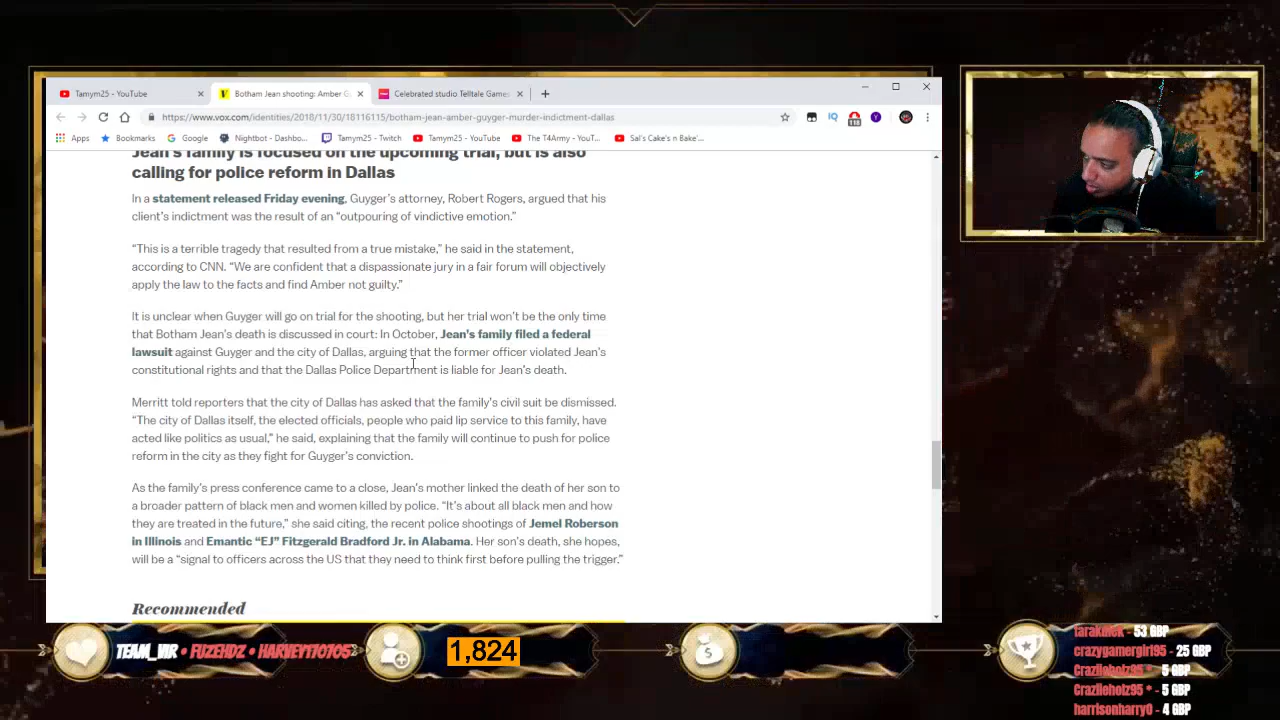 Tamym25 - YouTube
Botham Jean shooting: Amber G
Celebrated studio Telltale Games
https://www.vox.com/identities/2018/11/30/18116115/botham-jean-amber-guyger-murder-indictment-dallas
Apps
Bookmarks
Google
Nightbot - Dashbo...
Tamym25 - Twitch
Tamym25 - YouTube
The T4Army - YouT...
Sal's Cake's n Bake'...
Jean's family is focused on the upcoming trial, but is also
calling for police reform in Dallas
In a statement released Friday evening, Guyger's attorney, Robert Rogers, argued that his
client's indictment was the result of an “outpouring of vindictive emotion.”
“This is a terrible tragedy that resulted from a true mistake,” he said in the statement,
according to CNN. “We are confident that a dispassionate jury in a fair forum will objectively
apply the law to the facts and find Amber not guilty.”
It is unclear when Guyger will go on trial for the shooting, but her trial won't be the only time
that Botham Jean's death is discussed in court: In October, Jean's family filed a federal
lawsuit against Guyger and the city of Dallas, arguing that the former officer violated Jean's
constitutional rights and that the Dallas Police Department is liable for Jean's death.
Merritt told reporters that the city of Dallas has asked that the family's civil suit be dismissed.
“The city of Dallas itself, the elected officials, people who paid lip service to this family, have
acted like politics as usual,” he said, explaining that the family will continue to push for police
reform in the city as they fight for Guyger's conviction.
As the family's press conference came to a close, Jean's mother linked the death of her son to
a broader pattern of black men and women killed by police. “It's about all black men and how
they are treated in the future,” she said citing, the recent police shootings of Jemel Roberson
in Illinois and Emantic “EJ” Fitzgerald Bradford Jr. in Alabama. Her son's death, she hopes,
will be a “signal to officers across the US that they need to think first before pulling the trigger.”
Recommended
TEAM_VIR • FUZEHDZ • HARVEY170705
1,824
53 GBP
crazygamergirl95 - 25 GBP
Crazlieholz95 * - 5 GBP
Crazlieholz95 * - 5 GBP
harrisonharry0 - 4 GBP